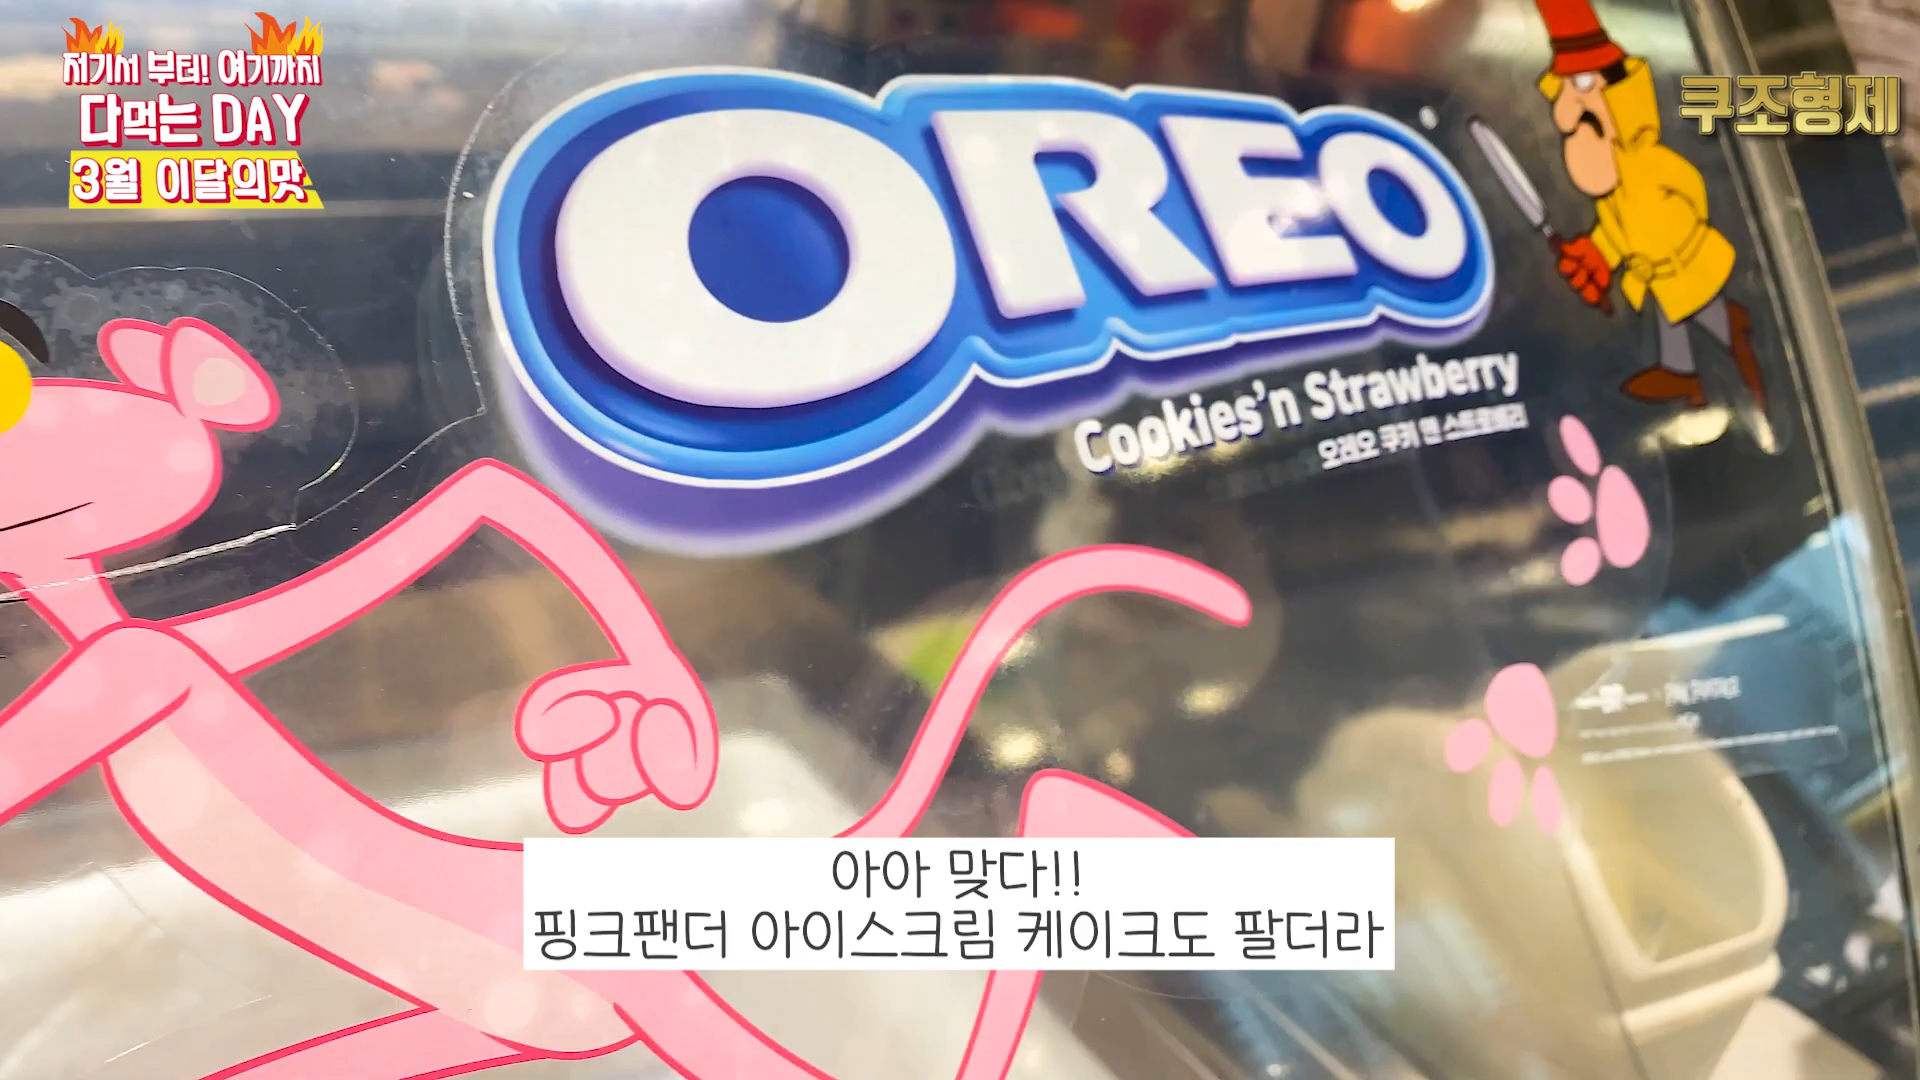 저기서 부터! 여기까지
다먹는 DAY
3월 이달의맛
쿠조형제
OREO
Cookies'n Strawberry
오레오 쿠키 앤 스트로베리
아아 맞다!!
핑크팬더 아이스크림 케이크도 팔더라